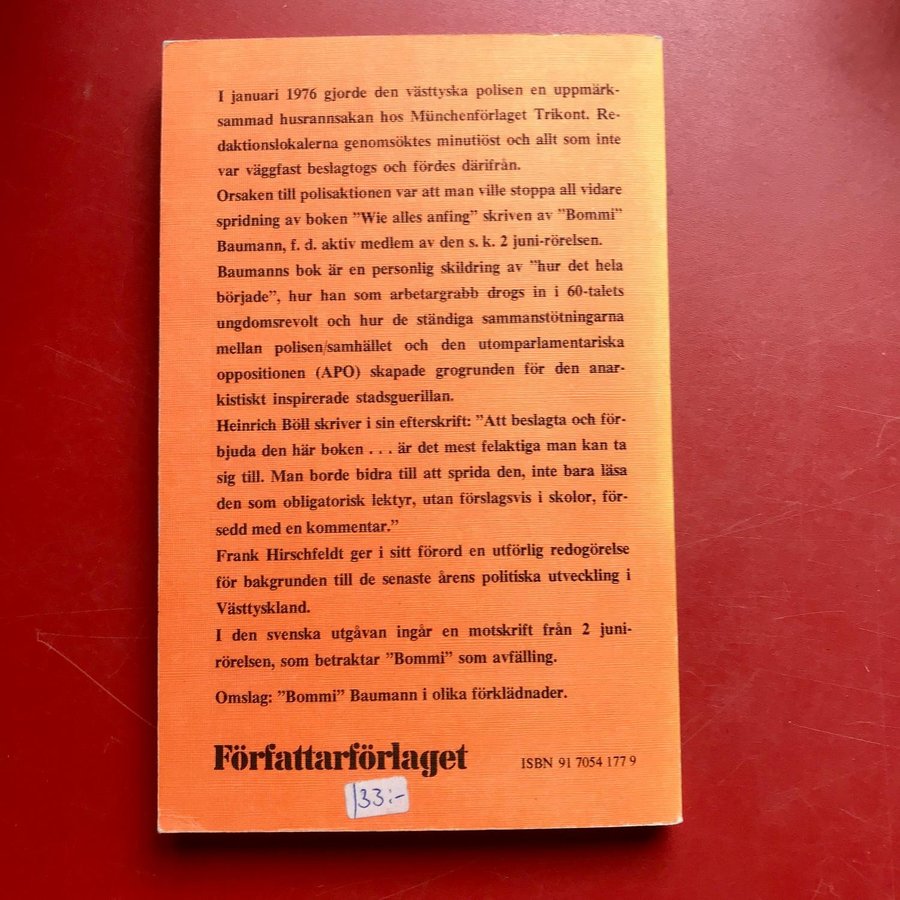 I januari 1976 gjorde den västtyska polisen en uppmärk-
sammad husrannsakan hos Münchenförlaget Trikont. Re-
daktionslokalerna genomsöktes minutiöst och allt som inte
var väggfast beslagtogs och fördes därifrån.
Orsaken till polisaktionen var att man ville stoppa all vidare
spridning av boken ”Wie alles anfing” skriven av ”Bommi”
Baumann, f. d. aktiv medlem av den s. k. 2 juni-rörelsen.
Baumanns bok är en personlig skildring av ”hur det hela
började”, hur han som arbetargrabb drogs in i 60-talets
ungdomsrevolt och hur de ständiga sammanstötningarna
mellan polisen/samhället och den utomparlamentariska
oppositionen (APO) skapade grogrunden för den anar-
kistiskt inspirerade stadsguerillan.
Heinrich Böll skriver i sin efterskrift: ”Att beslagta och för-
bjuda den här boken . . . är det mest felaktiga man kan ta
sig till. Man borde bidra till att sprida den, inte bara läsa
den som obligatorisk lektyr, utan förslagsvis i skolor, för-
sedd med en kommentar.”
Frank Hirschfeldt ger i sitt förord en utförlig redogörelse
för bakgrunden till de senaste årens politiska utveckling i
Västtyskland.
I den svenska utgåvan ingår en motskrift från 2 juni-
rörelsen, som betraktar ”Bommi” som avfälling.
Omslag: ”Bommi” Baumann i olika förklädnader.
Författarförlaget
ISBN 91 7054 177 9
33:-